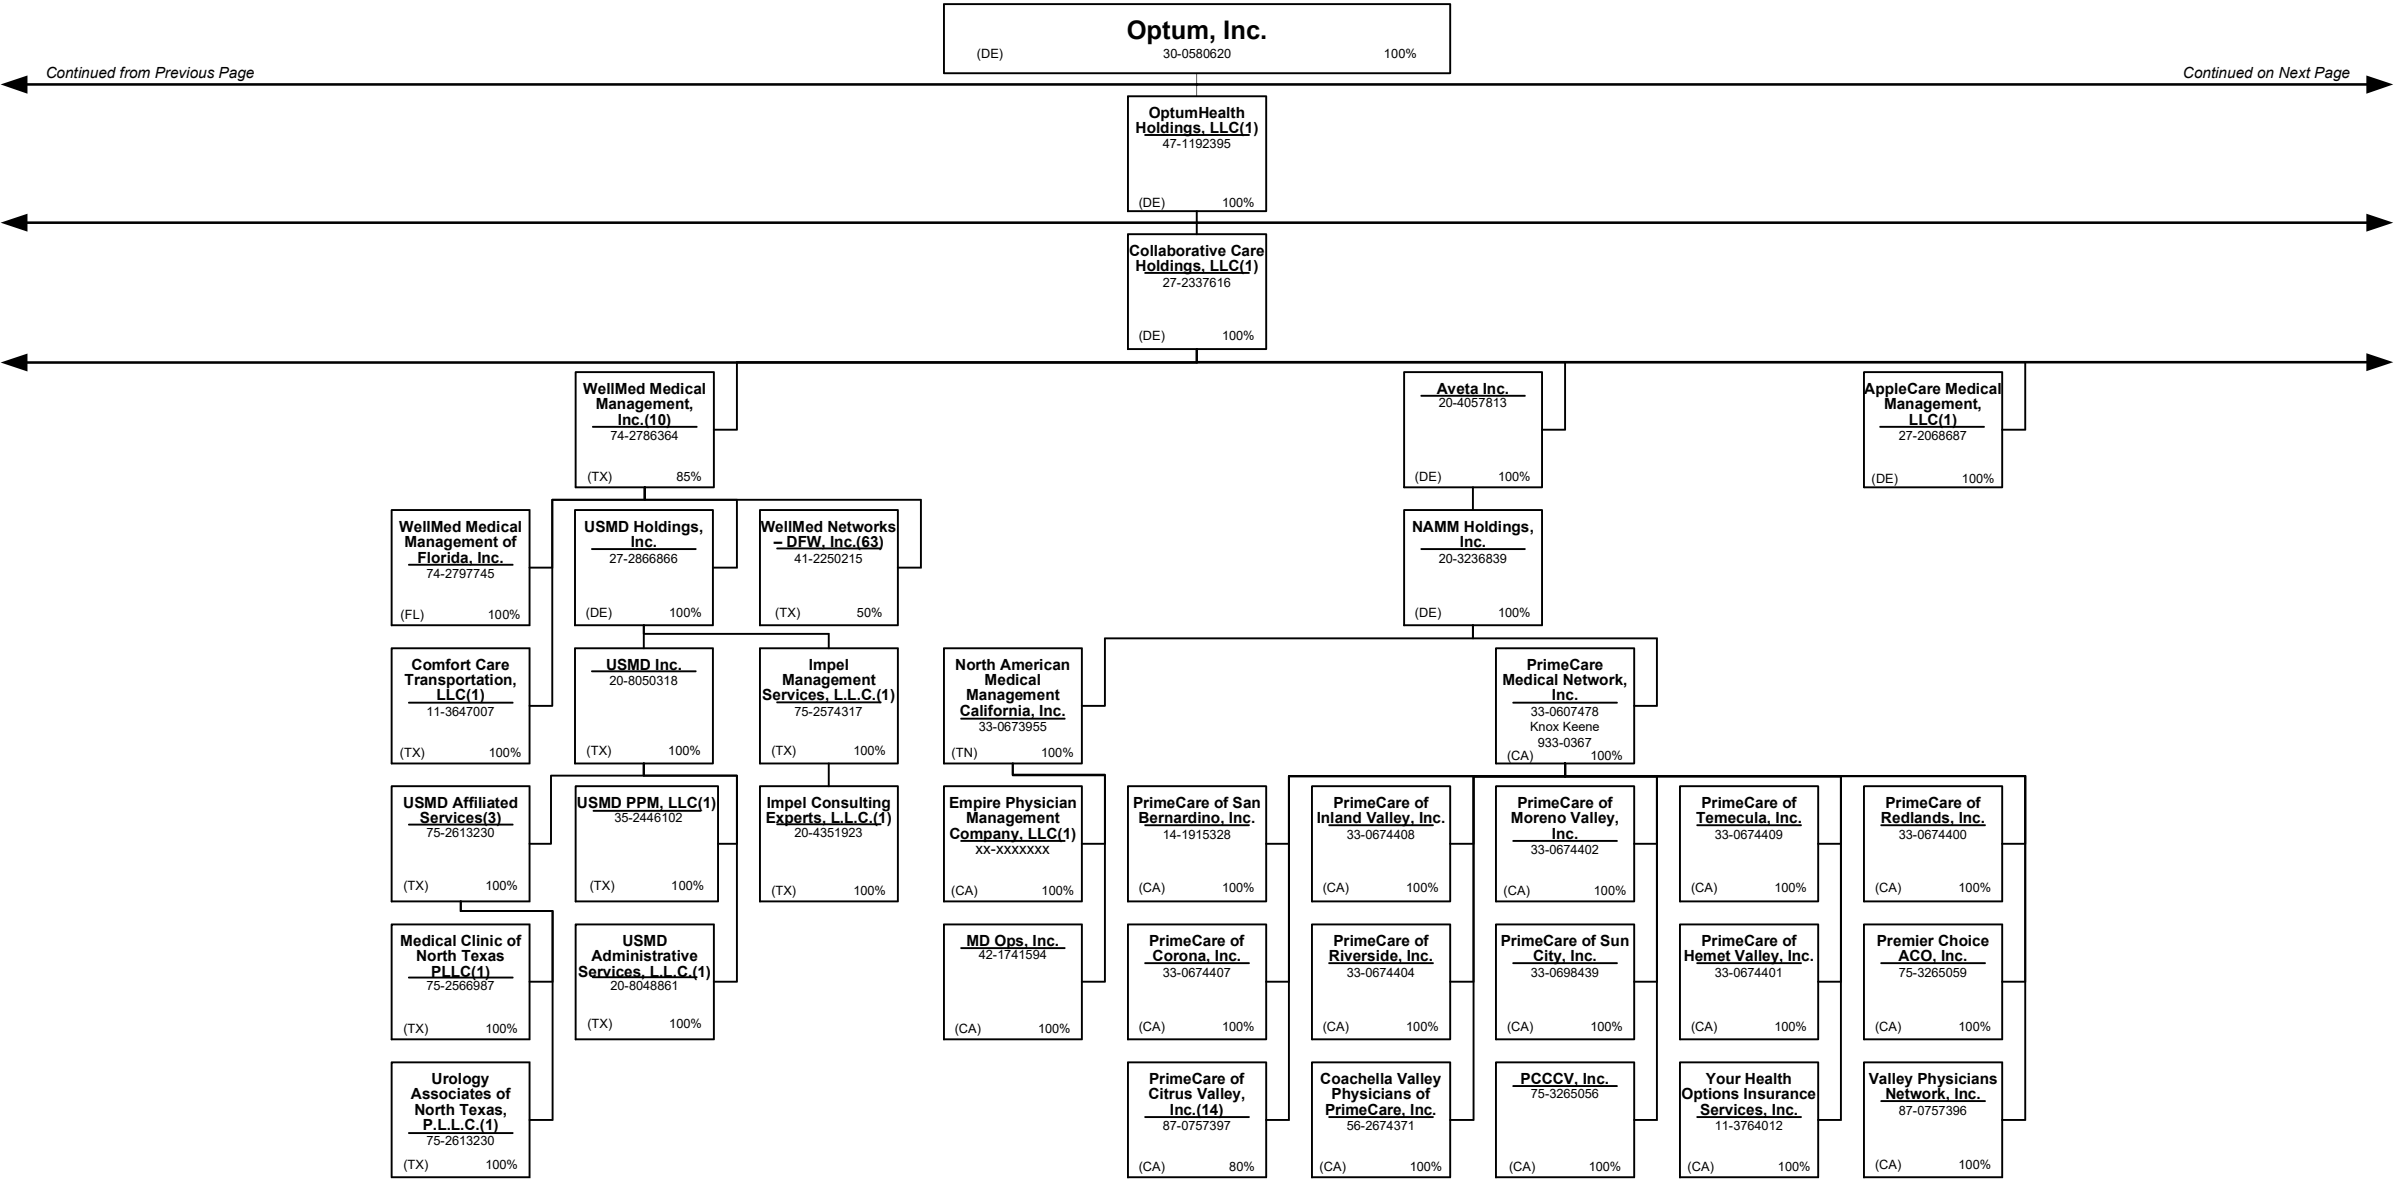 Optum, Inc.
(DE) 30-0580620 100%
Continued from Previous Page
Continued on Next Page
OptumHealth
Holdings, LLC(1)
47-1192395
(DE) 100%
Collaborative Care
Holdings, LLC(1)
27-2337616
(DE) 100%
WellMed Medical
Management,
Inc.(10)
74-2786364
(TX) 85%
Aveta Inc.
20-4057813
(DE) 100%
AppleCare Medical
Management,
LLC(1)
27-2068687
(DE) 100%
WellMed Medical
Management of
Florida, Inc.
74-2797745
(FL) 100%
USMD Holdings,
Inc.
27-2866866
(DE) 100%
WellMed Networks
– DFW, Inc.(63)
41-2250215
(TX) 50%
NAMM Holdings,
Inc.
20-3236839
(DE) 100%
Comfort Care
Transportation,
LLC(1)
11-3647007
(TX) 100%
USMD Inc.
20-8050318
(TX) 100%
Impel
Management
Services, L.L.C.(1)
75-2574317
(TX) 100%
North American
Medical
Management
California, Inc.
33-0673955
(TN) 100%
PrimeCare
Medical Network,
Inc.
33-0607478
Knox Keene
933-0367
(CA) 100%
USMD Affiliated
Services(3)
75-2613230
(TX) 100%
USMD PPM, LLC(1)
35-2446102
(TX) 100%
Impel Consulting
Experts, L.L.C.(1)
20-4351923
(TX) 100%
Empire Physician
Management
Company, LLC(1)
xx-xxxxxxx
(CA) 100%
PrimeCare of San
Bernardino, Inc.
14-1915328
(CA) 100%
PrimeCare of
Inland Valley, Inc.
33-0674408
(CA) 100%
PrimeCare of
Moreno Valley,
Inc.
33-0674402
(CA) 100%
PrimeCare of
Temecula, Inc.
33-0674409
(CA) 100%
PrimeCare of
Redlands, Inc.
33-0674400
(CA) 100%
Medical Clinic of
North Texas
PLLC(1)
75-2566987
(TX) 100%
USMD
Administrative
Services, L.L.C.(1)
20-8048861
(TX) 100%
MD Ops, Inc.
42-1741594
(CA) 100%
PrimeCare of
Corona, Inc.
33-0674407
(CA) 100%
PrimeCare of
Riverside, Inc.
33-0674404
(CA) 100%
PrimeCare of Sun
City, Inc.
33-0698439
(CA) 100%
PrimeCare of
Hemet Valley, Inc.
33-0674401
(CA) 100%
Premier Choice
ACO, Inc.
75-3265059
(CA) 100%
Urology
Associates of
North Texas,
P.L.L.C.(1)
75-2613230
(TX) 100%
PrimeCare of
Citrus Valley,
Inc.(14)
87-0757397
(CA) 80%
Coachella Valley
Physicians of
PrimeCare, Inc.
56-2674371
(CA) 100%
PCCCV, Inc.
75-3265056
(CA) 100%
Your Health
Options Insurance
Services, Inc.
11-3764012
(CA) 100%
Valley Physicians
Network, Inc.
87-0757396
(CA) 100%